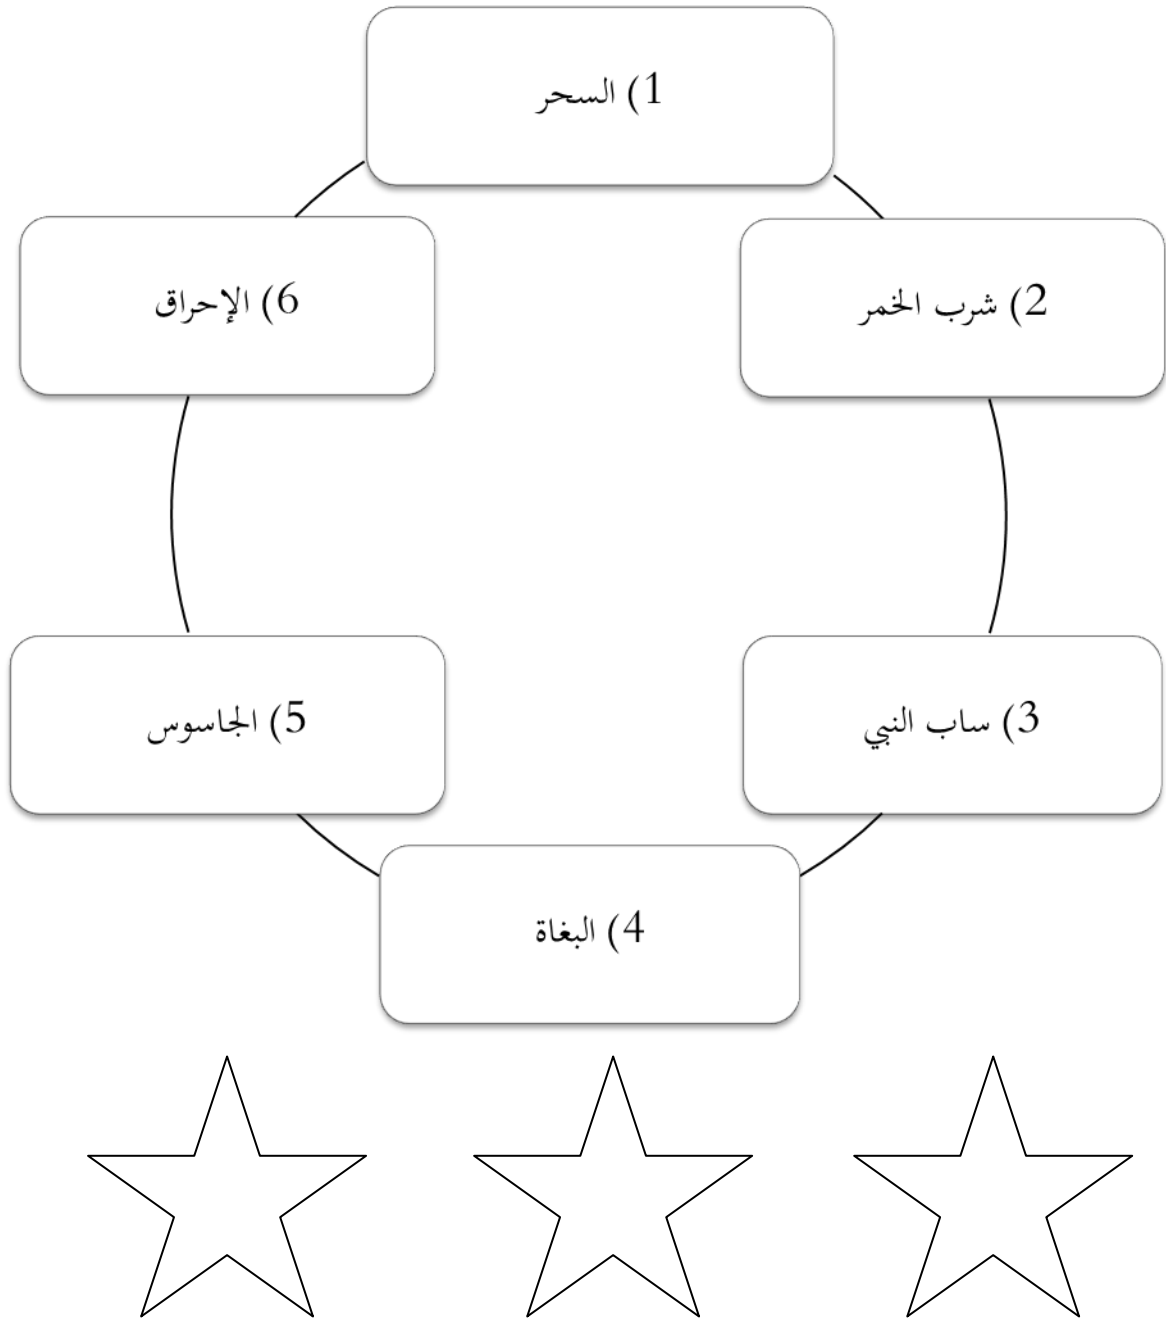 1) السحر
2) شرب الخمر
3) ساب النبي
4) البغاة
5) الجاسوس
6) الإحراق